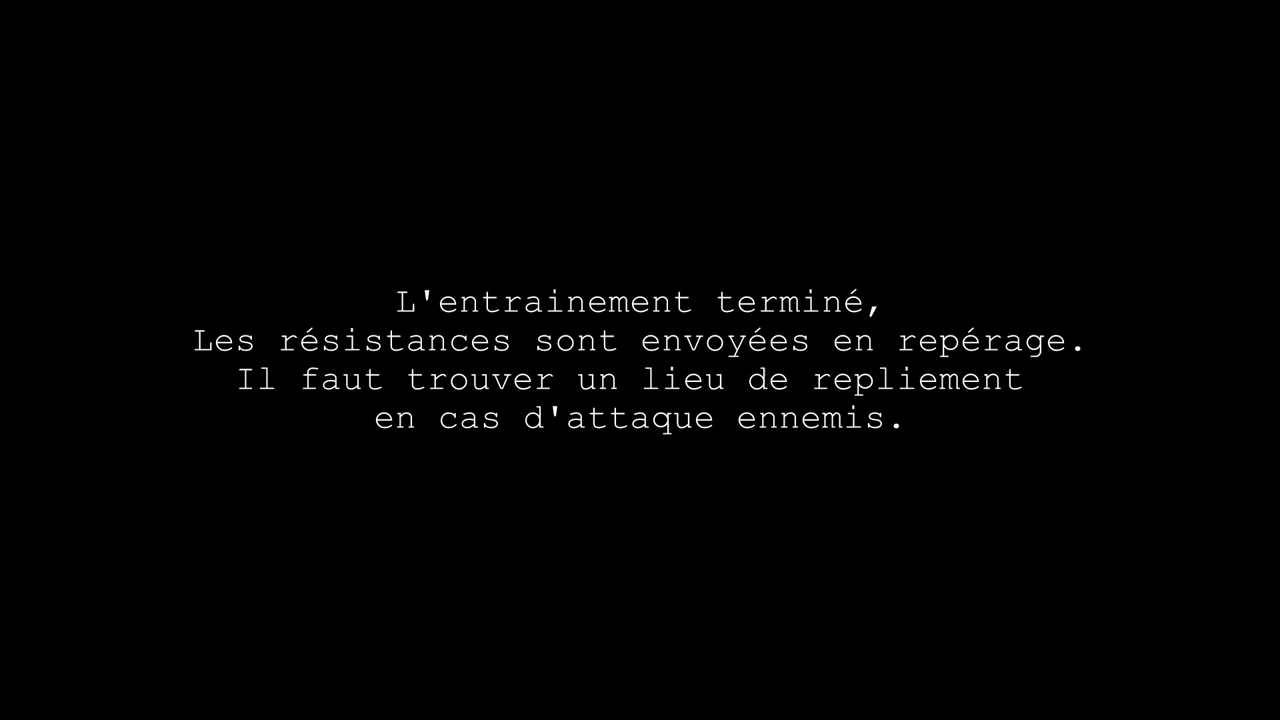 L'entrainement terminé,
Les résistances sont envoyées en repérage.
Il faut trouver un lieu de repliement
en cas d'attaque ennemis.